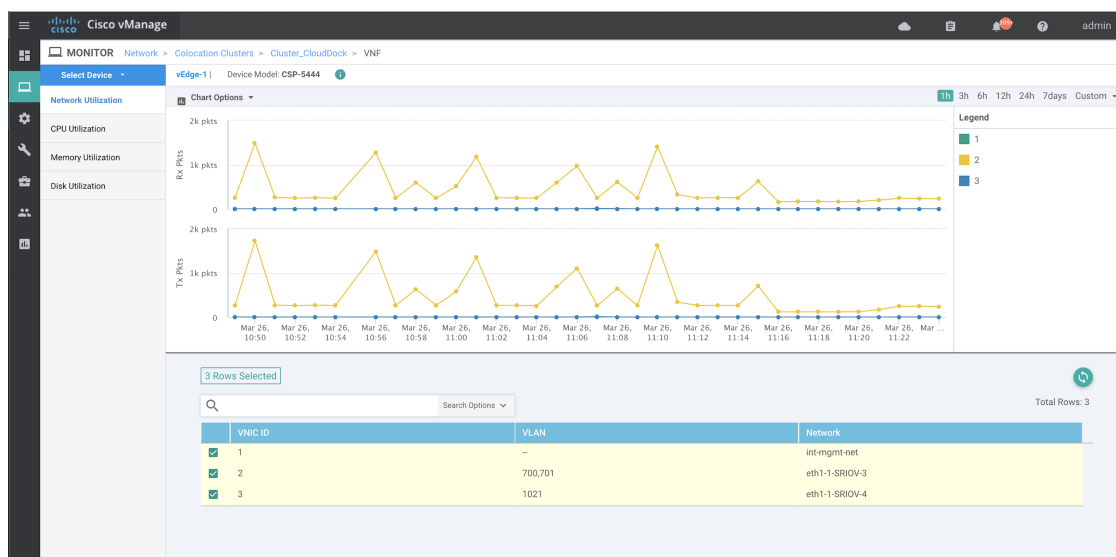 cisco Cisco vManage 999+ admin
MONITOR Network > Colocation Clusters > Cluster_CloudDock > VNF
Select Device
vEdge-1 | Device Model: CSP-5444
Network Utilization
CPU Utilization
Memory Utilization
Disk Utilization
Chart Options
1h 3h 6h 12h 24h 7days Custom
Legend
1
2
3
2k pkts
1k pkts
0
Rx Pkts
2k pkts
1k pkts
0
Tx Pkts
Mar 26, 10:50
Mar 26, 10:52
Mar 26, 10:54
Mar 26, 10:56
Mar 26, 10:58
Mar 26, 11:00
Mar 26, 11:02
Mar 26, 11:04
Mar 26, 11:06
Mar 26, 11:08
Mar 26, 11:10
Mar 26, 11:12
Mar 26, 11:14
Mar 26, 11:16
Mar 26, 11:18
Mar 26, 11:20
Mar 26, 11:22
Mar ...
3 Rows Selected
Search Options
Total Rows: 3
VNIC ID VLAN Network
1 -- int-mgmt-net
2 700,701 eth1-1-SRIOV-3
3 1021 eth1-1-SRIOV-4